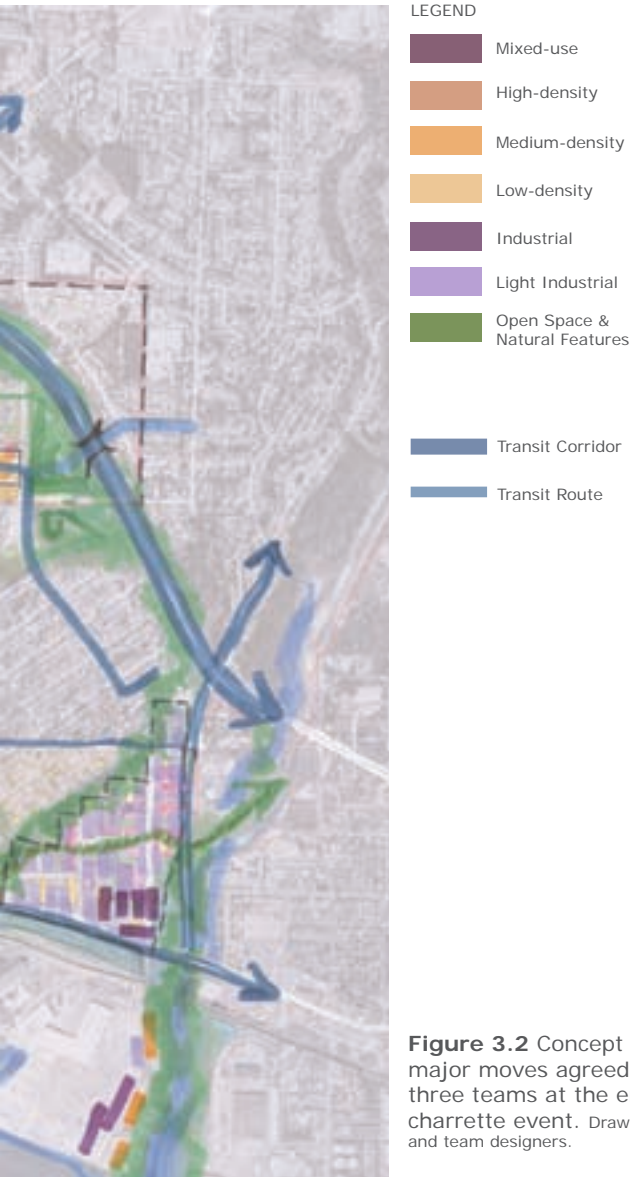 LEGEND
Mixed-use
High-density
Medium-density
Low-density
Industrial
Light Industrial
Open Space &
Natural Features
Transit Corridor
Transit Route
Figure 3.2 Concept
major moves agreed
three teams at the e
charrette event. Draw
and team designers.